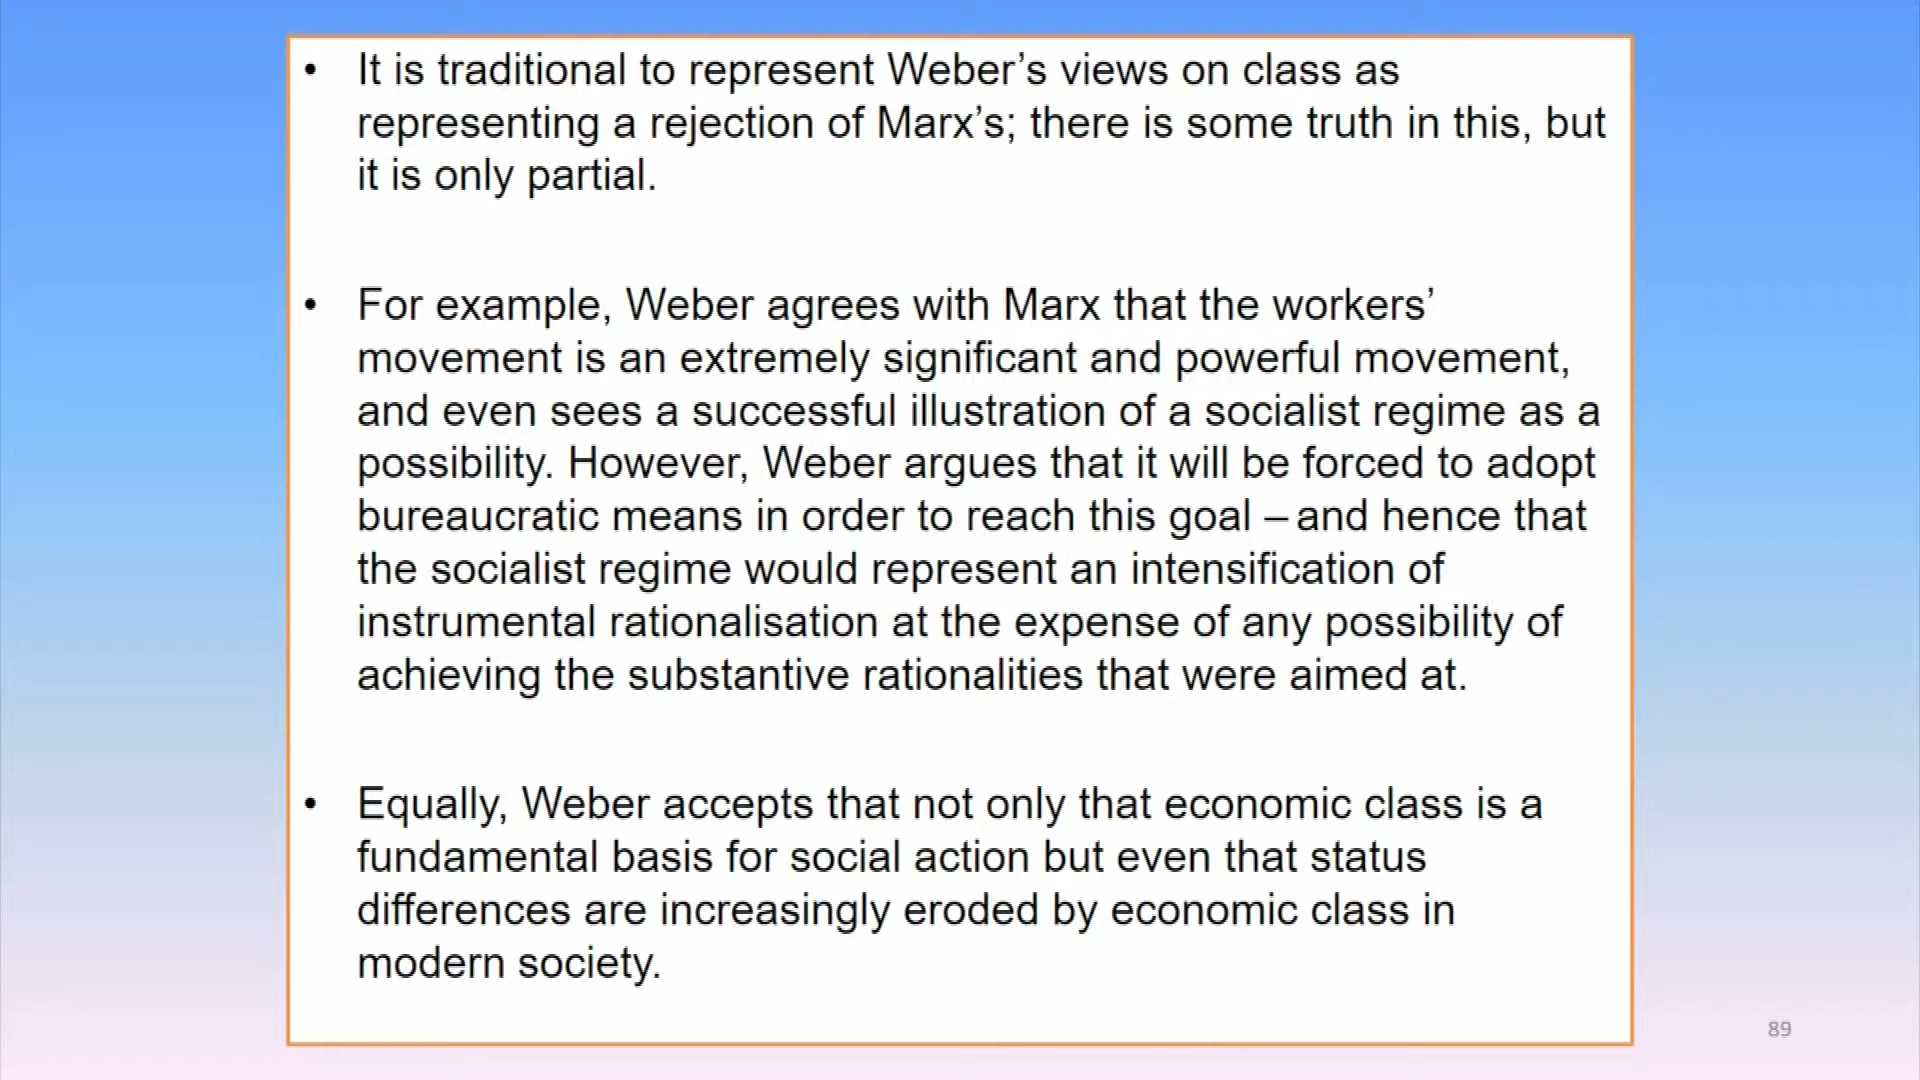 • It is traditional to represent Weber’s views on class as
representing a rejection of Marx’s; there is some truth in this, but
it is only partial.
• For example, Weber agrees with Marx that the workers’
movement is an extremely significant and powerful movement,
and even sees a successful illustration of a socialist regime as a
possibility. However, Weber argues that it will be forced to adopt
bureaucratic means in order to reach this goal – and hence that
the socialist regime would represent an intensification of
instrumental rationalisation at the expense of any possibility of
achieving the substantive rationalities that were aimed at.
• Equally, Weber accepts that not only that economic class is a
fundamental basis for social action but even that status
differences are increasingly eroded by economic class in
modern society.
89